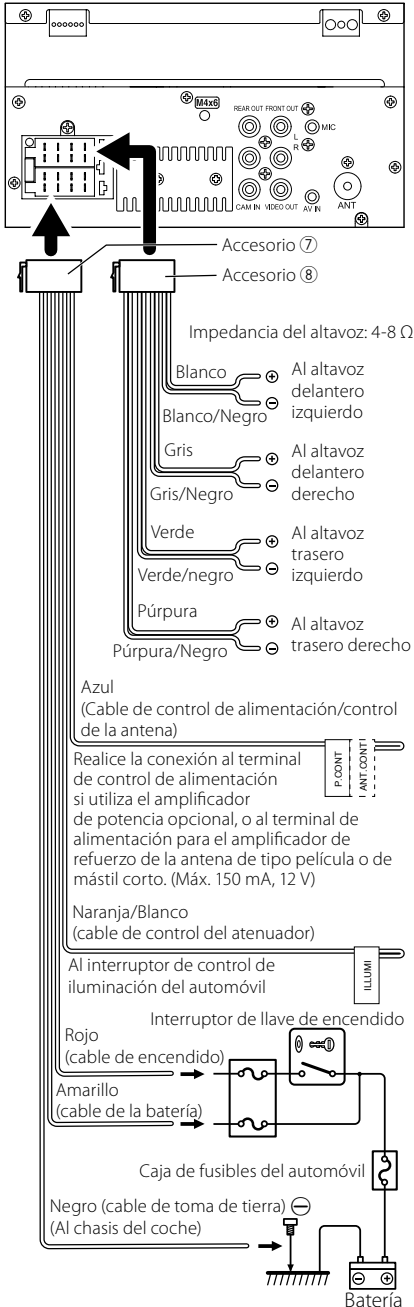 M4x6
REAR OUT FRONT OUT
MIC
L
R
CAM IN VIDEO OUT AV IN ANT
Accesorio ⑦
Accesorio ⑧
Impedancia del altavoz: 4-8 Ω
Blanco
Blanco/Negro
⊕ Al altavoz
delantero
⊖ izquierdo
Gris
Gris/Negro
⊕ Al altavoz
delantero
⊖ derecho
Verde
Verde/negro
⊕ Al altavoz
trasero
⊖ izquierdo
Púrpura
Púrpura/Negro
⊕ Al altavoz
⊖ trasero derecho
Azul
(Cable de control de alimentación/control
de la antena)
P.CONT
ANT.CONT
Realice la conexión al terminal
de control de alimentación
si utiliza el amplificador
de potencia opcional, o al terminal de
alimentación para el amplificador de
refuerzo de la antena de tipo película o de
mástil corto. (Máx. 150 mA, 12 V)
Naranja/Blanco
(cable de control del atenuador)
ILLUMI
Al interruptor de control de
iluminación del automóvil
Interruptor de llave de encendido
Rojo
(cable de encendido)
Amarillo
(cable de la batería)
Caja de fusibles del automóvil
Negro (cable de toma de tierra) ⊖
(Al chasis del coche)
⊖ ⊕
Batería